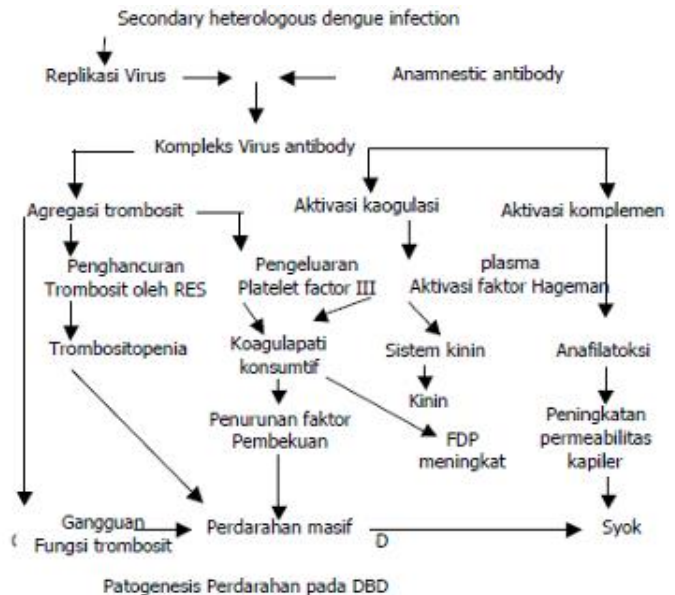 Secondary heterologous dengue infection
Replikasi Virus
Anamnestic antibody
Kompleks Virus antibody
Agregasi trombosit
Aktivasi kaogulasi
Aktivasi komplemen
Penghancuran
Trombosit oleh RES
Pengeluaran
Platelet factor III
plasma
Aktivasi faktor Hageman
Trombositopenia
Koagulapati
konsumtif
Sistem kinin
Anafilatoksi
Kinin
Penurunan faktor
Pembekuan
FDP
meningkat
Peningkatan
permeabilitas
kapiler
Gangguan
Fungsi trombosit
Perdarahan masif
D
Syok
Patogenesis Perdarahan pada DBD